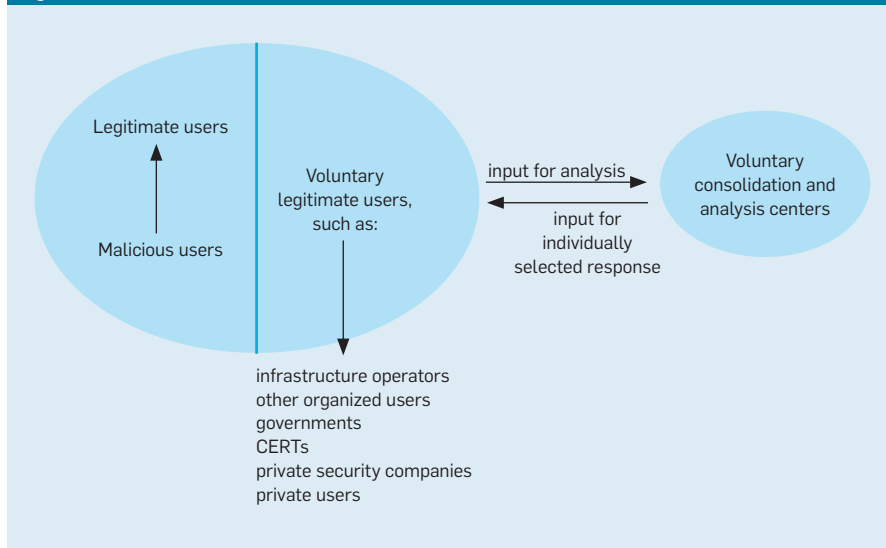 Legitimate users
Malicious users
Voluntary
legitimate users,
such as:
infrastructure operators
other organized users
governments
CERTs
private security companies
private users
input for analysis
input for
individually
selected response
Voluntary
consolidation and
analysis centers